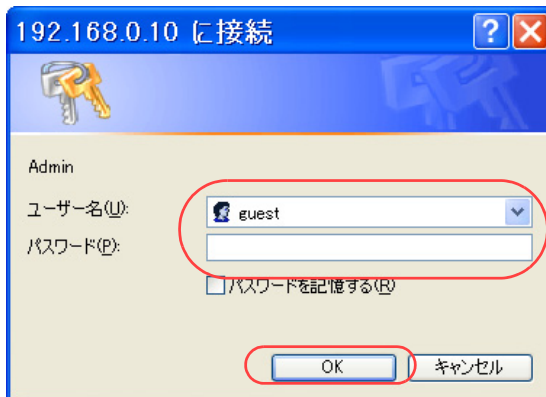 192.168.0.10 に接続
Admin
ユーザー名(U):
guest
パスワード(P):
パスワードを記憶する(R)
OK
キャンセル